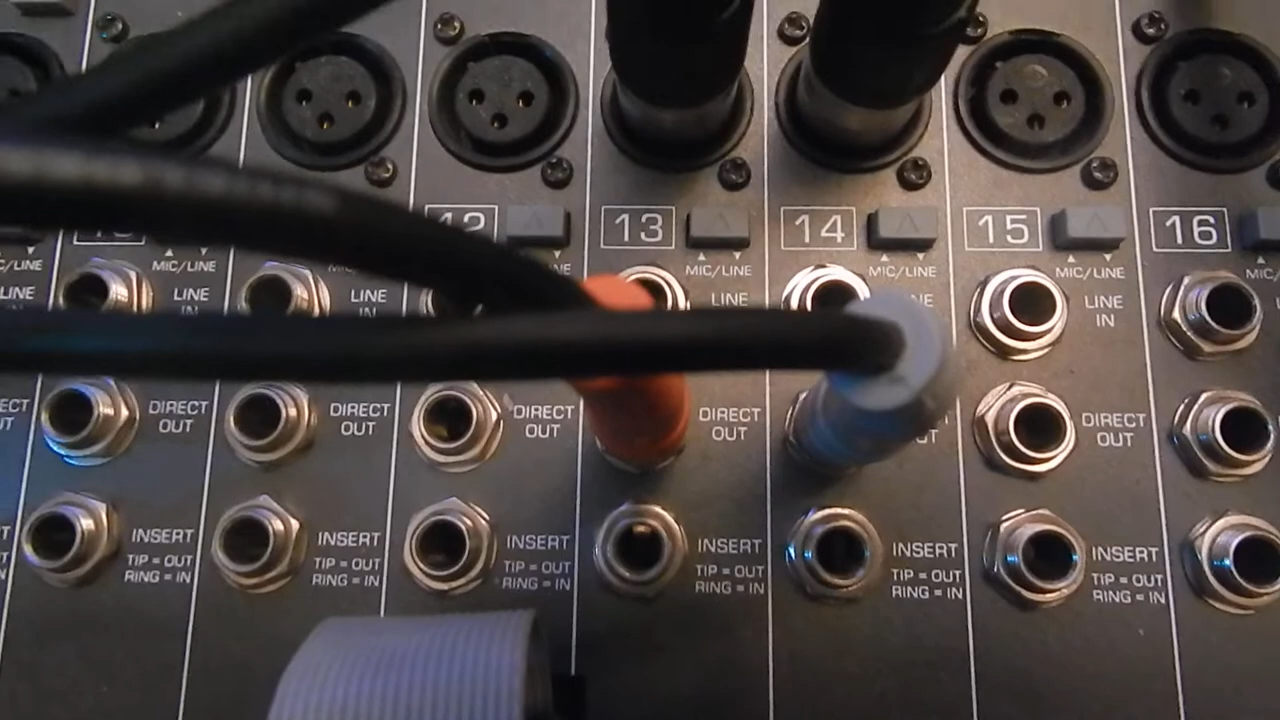 12
13
14
15
16
MIC/LINE
MIC/LINE
MIC/LINE
MIC/LINE
LINE
IN
LINE
IN
LINE
LINE
IN
DIRECT
OUT
DIRECT
OUT
DIRECT
OUT
DIRECT
OUT
DIRECT
OUT
INSERT
TIP = OUT
RING = IN
INSERT
TIP = OUT
RING = IN
INSERT
TIP = OUT
RING = IN
INSERT
TIP = OUT
RING = IN
INSERT
TIP = OUT
RING = IN
INSERT
TIP = OUT
RING = IN